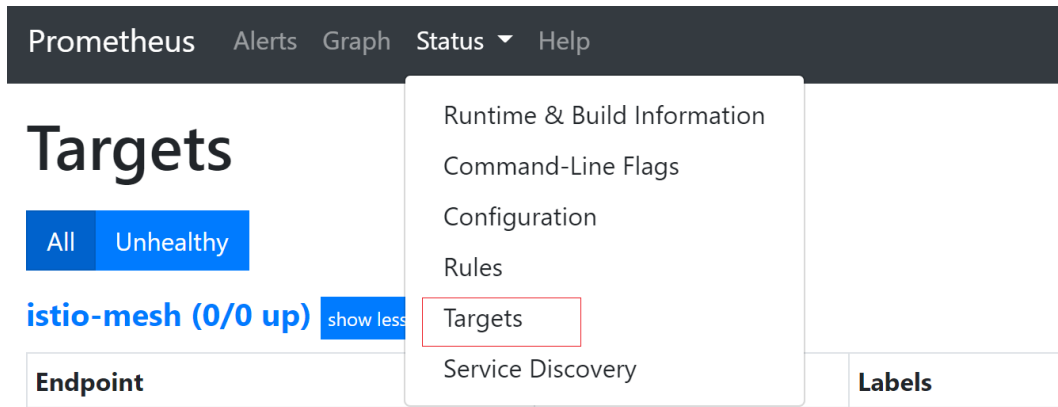 Prometheus Alerts Graph Status Help
Runtime & Build Information
Targets
Command-Line Flags
Configuration
All Unhealthy
Rules
istio-mesh (0/0 up) show less
Targets
Service Discovery
Endpoint Labels